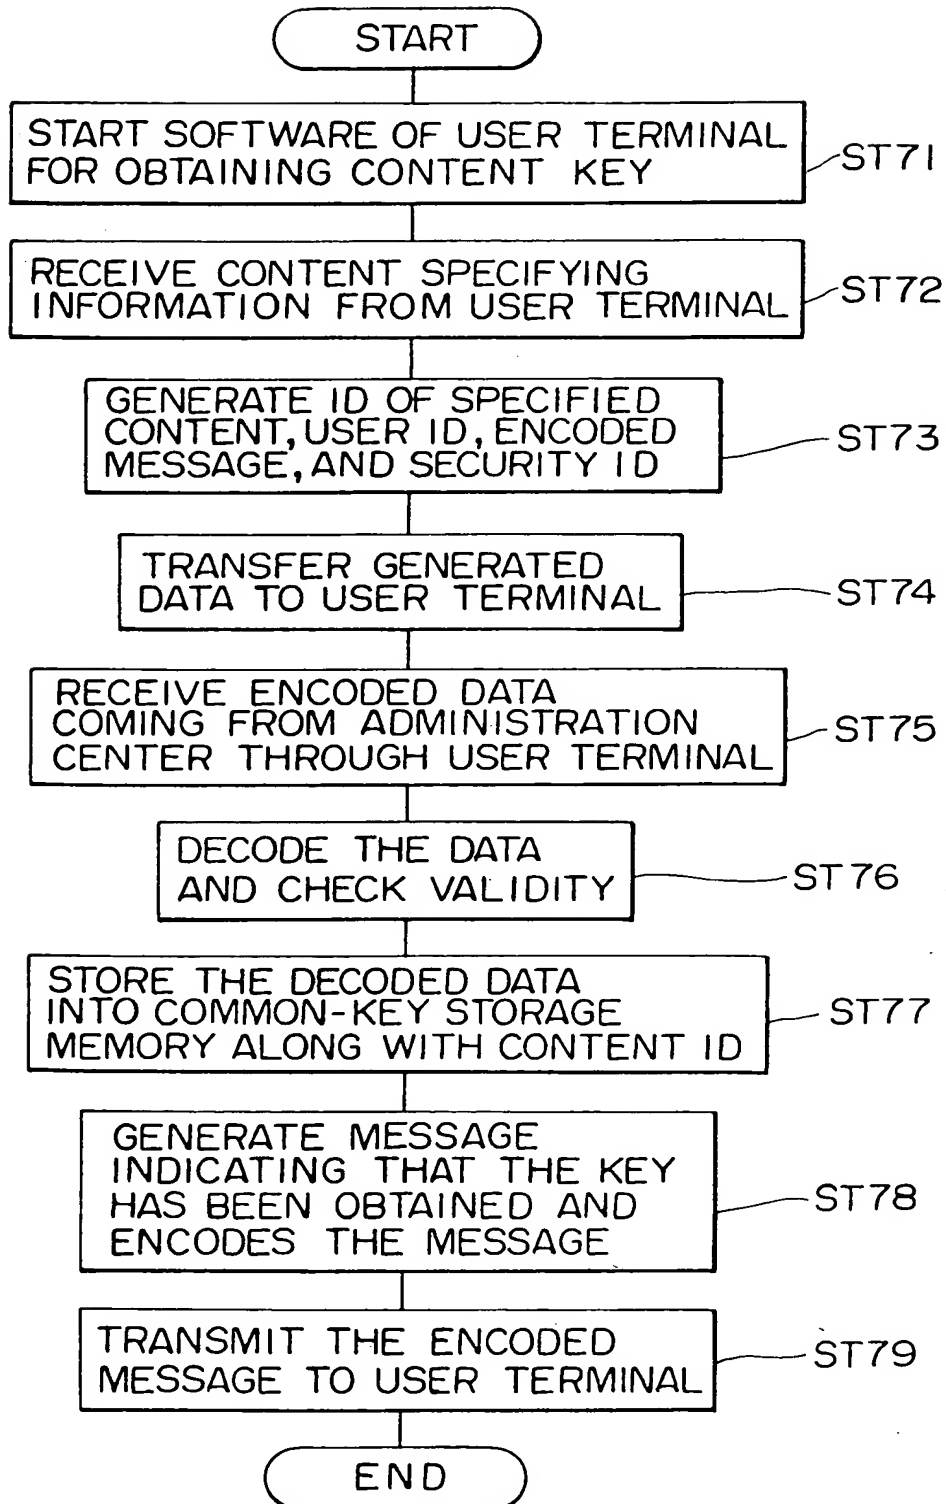 START
START SOFTWARE OF USER TERMINAL
FOR OBTAINING CONTENT KEY
ST71
RECEIVE CONTENT SPECIFYING
INFORMATION FROM USER TERMINAL
ST72
GENERATE ID OF SPECIFIED
CONTENT, USER ID, ENCODED
MESSAGE, AND SECURITY ID
ST73
TRANSFER GENERATED
DATA TO USER TERMINAL
ST74
RECEIVE ENCODED DATA
COMING FROM ADMINISTRATION
CENTER THROUGH USER TERMINAL
ST75
DECODE THE DATA
AND CHECK VALIDITY
ST76
STORE THE DECODED DATA
INTO COMMON-KEY STORAGE
MEMORY ALONG WITH CONTENT ID
ST77
GENERATE MESSAGE
INDICATING THAT THE KEY
HAS BEEN OBTAINED AND
ENCODES THE MESSAGE
ST78
TRANSMIT THE ENCODED
MESSAGE TO USER TERMINAL
ST79
END